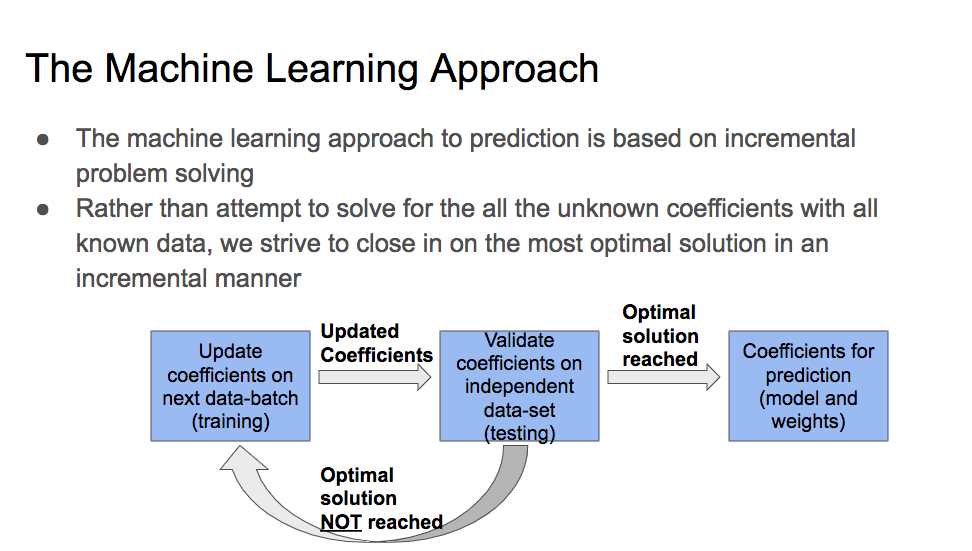 The Machine Learning Approach
● The machine learning approach to prediction is based on incremental
problem solving
● Rather than attempt to solve for the all the unknown coefficients with all
known data, we strive to close in on the most optimal solution in an
incremental manner
Update
coefficients on
next data-batch
(training)
Updated
Coefficients
Validate
coefficients on
independent
data-set
(testing)
Optimal
solution
reached
Coefficients for
prediction
(model and
weights)
Optimal
solution
NOT reached